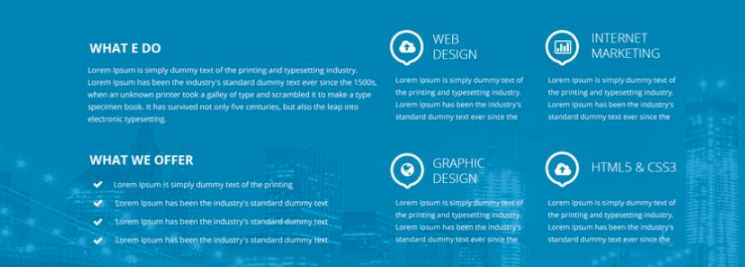 WHAT E DO
Lorem Ipsum is simply dummy text of the printing and typesetting industry.
Lorem Ipsum has been the industry's standard dummy text ever since the 1500s,
when an unknown printer took a galley of type and scrambled it to make a type
specimen book. It has survived not only five centuries, but also the leap into
electronic typesetting.
WHAT WE OFFER
Lorem Ipsum is simply dummy text of the printing
Lorem Ipsum has been the industry's standard dummy text
Lorem Ipsum has been the industry's standard dummy text
Lorem Ipsum has been the industry's standard dummy text
WEB
DESIGN
Lorem Ipsum is simply dummy text of
the printing and typesetting industry.
Lorem Ipsum has been the industry's
standard dummy text ever since the
INTERNET
MARKETING
Lorem Ipsum is simply dummy text of
the printing and typesetting industry.
Lorem Ipsum has been the industry's
standard dummy text ever since the
GRAPHIC
DESIGN
Lorem Ipsum is simply dummy text of
the printing and typesetting industry.
Lorem Ipsum has been the industry's
standard dummy text ever since the
HTML5 & CSS3
Lorem Ipsum is simply dummy text of
the printing and typesetting industry.
Lorem Ipsum has been the industry's
standard dummy text ever since the